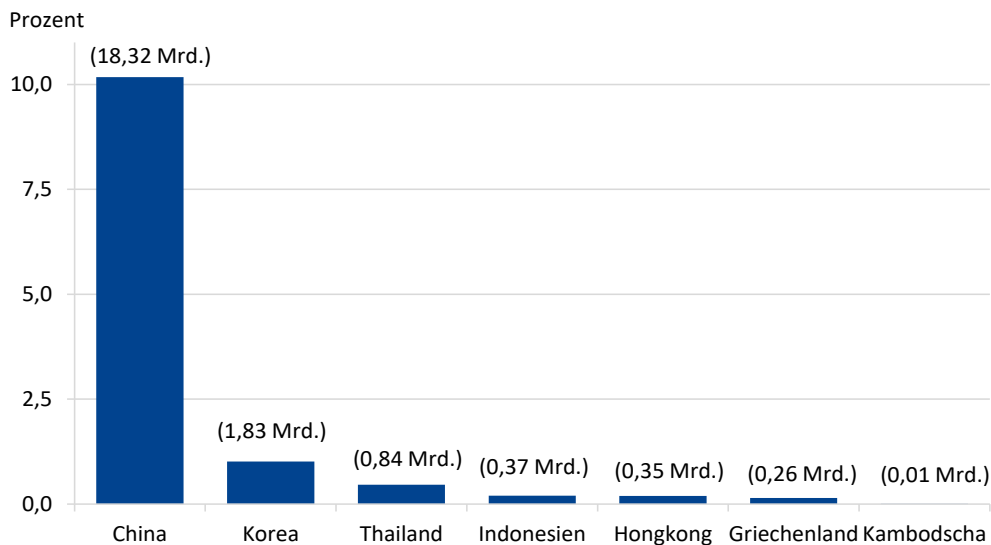 Prozent
(18,32 Mrd.)
10,0
7,5
5,0
2,5
(1,83 Mrd.)
(0,84 Mrd.) (0,37 Mrd.) (0,35 Mrd.) (0,26 Mrd.) (0,01 Mrd.)
0,0
China Korea Thailand Indonesien Hongkong Griechenland Kambodscha